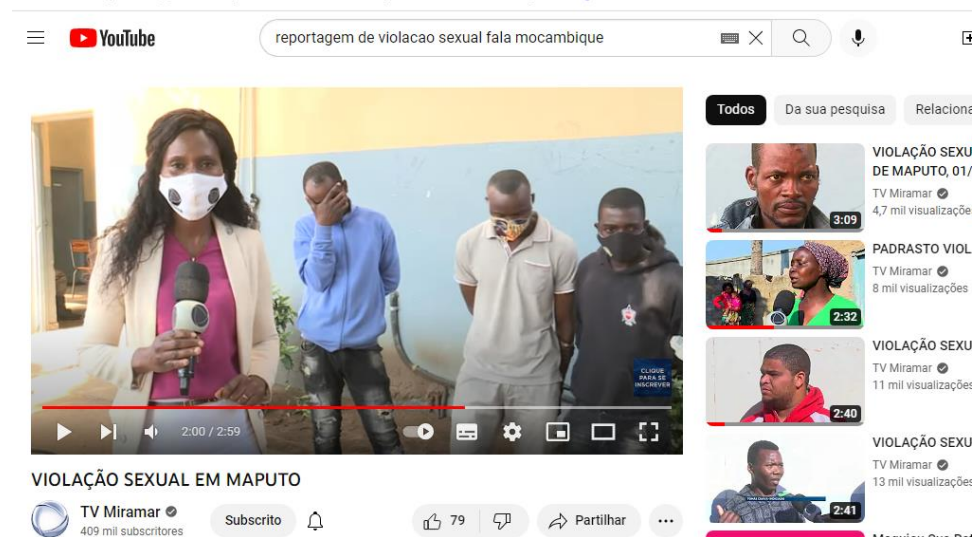 YouTube
reportagem de violacao sexual fala mocambique
CLIQUE
PARA SE
INSCREVER
2:00 / 2:59
VIOLAÇÃO SEXUAL EM MAPUTO
TV Miramar
409 mil subscritores
Subscrito
79
Partilhar
Todos
Da sua pesquisa
Relaciona
3:09
VIOLAÇÃO SEXU
DE MAPUTO, 01/
TV Miramar
4,7 mil visualizaçõe
2:32
PADRASTO VIOL
TV Miramar
8 mil visualizações
2:40
VIOLAÇÃO SEXU
TV Miramar
11 mil visualizações
2:41
VIOLAÇÃO SEXU
TV Miramar
13 mil visualizações